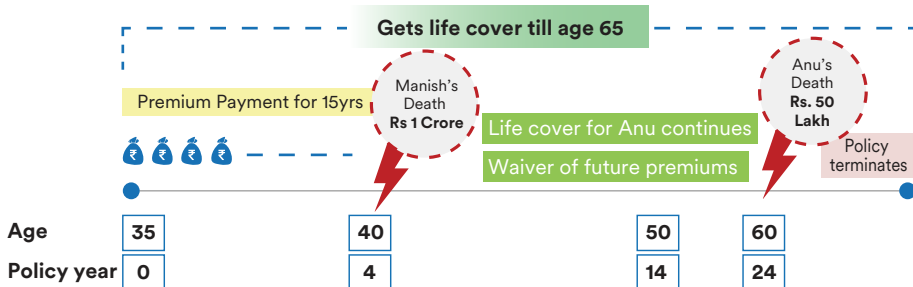 Gets life cover till age 65
Premium Payment for 15yrs
Manish's
Death
Rs 1 Crore
Anu's
Death
Rs. 50
Lakh
Life cover for Anu continues
Waiver of future premiums
Policy
terminates
₹ ₹ ₹ ₹
Age 35 40 50 60
Policy year 0 4 14 24